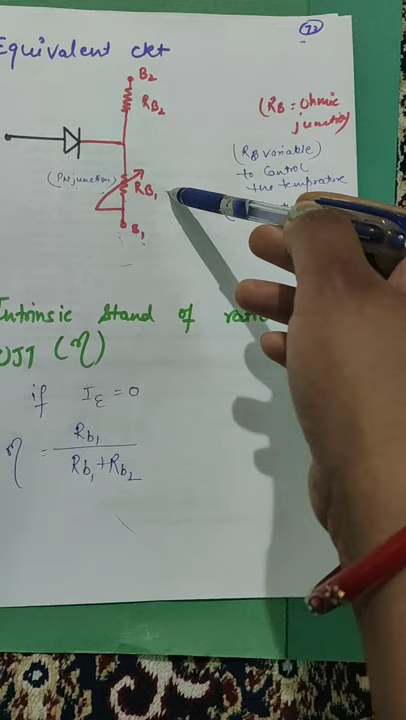 72
Equivalent ckt
B2
RB2
(RB = ohmic
junction)
(RB variable)
to control
the temprature
(PN junction)
RB1
B1
Intrinsic Stand of
UJT (η)
if IE = 0
η = Rb1 / Rb1 + Rb2